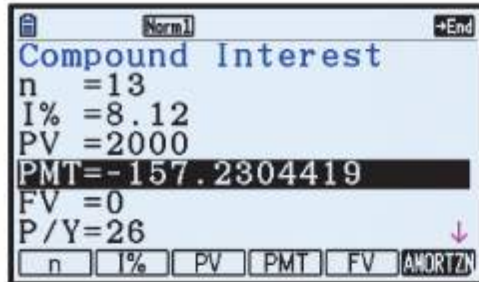 Norm1 →End
Compound Interest
n =13
I% =8.12
PV =2000
PMT=-157.2304419
FV =0
P/Y=26 ↓
n I% PV PMT FV AMORTZN